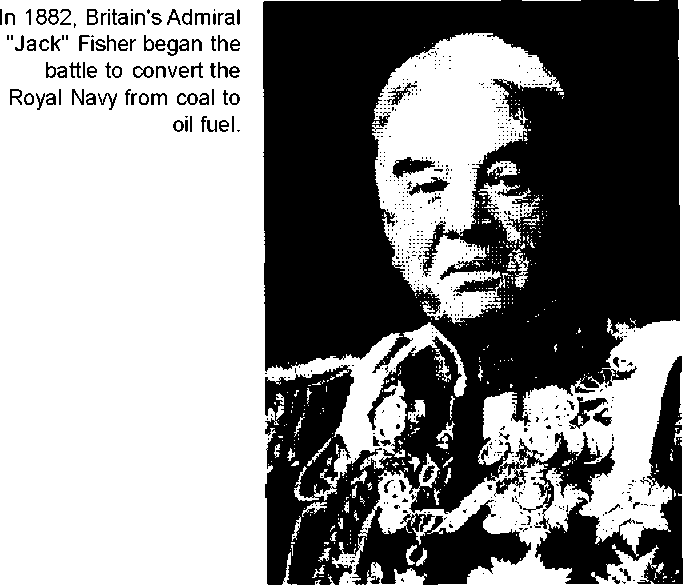 In 1882, Britain's Admiral
"Jack" Fisher began the
battle to convert the
Royal Navy from coal to
oil fuel.